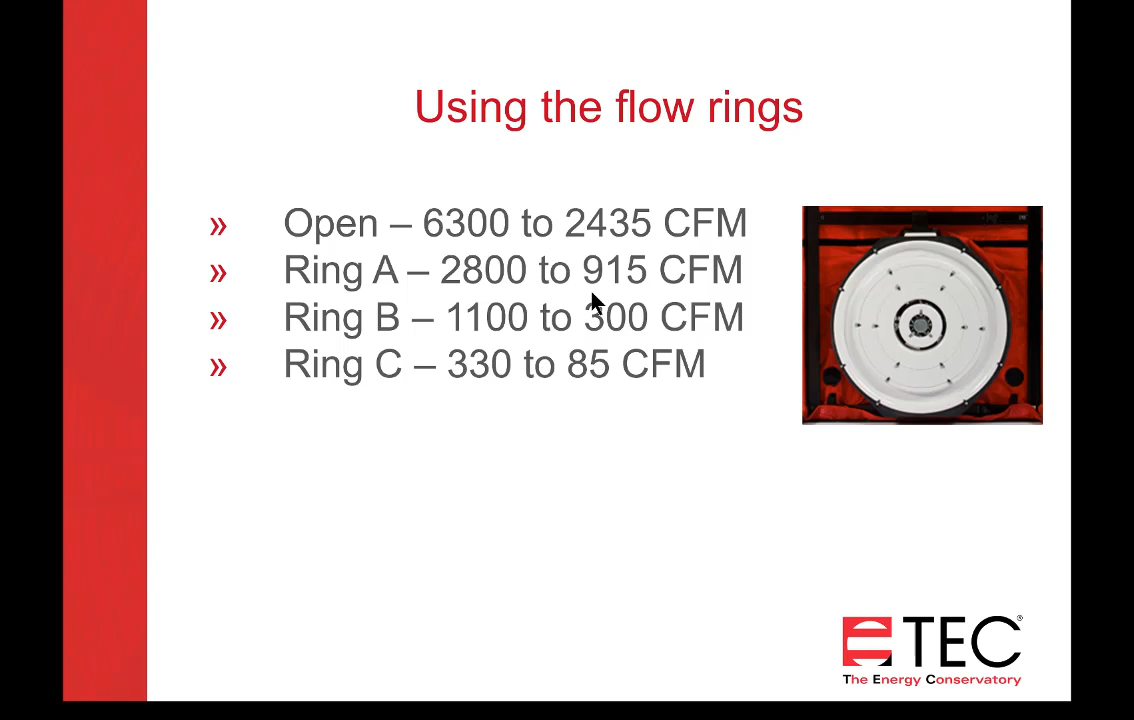 Using the flow rings
» Open – 6300 to 2435 CFM
» Ring A – 2800 to 915 CFM
» Ring B – 1100 to 300 CFM
» Ring C – 330 to 85 CFM
TEC®
The Energy Conservatory